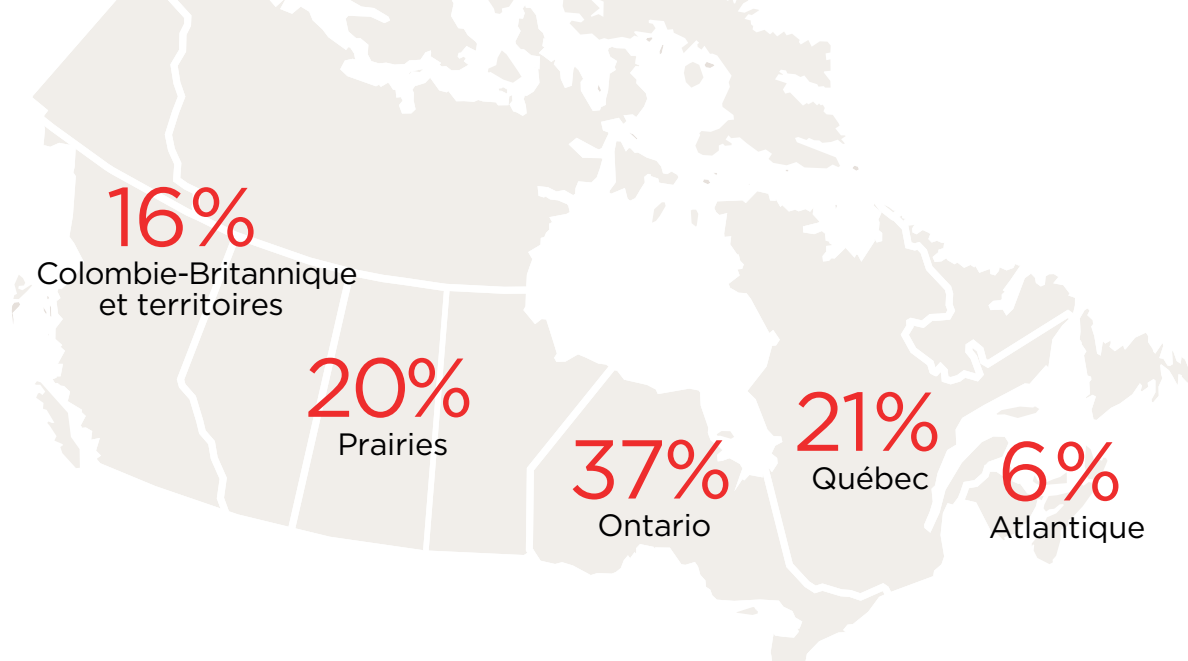 16%
Colombie-Britannique
et territoires
20%
Prairies
37%
Ontario
21%
Québec
6%
Atlantique